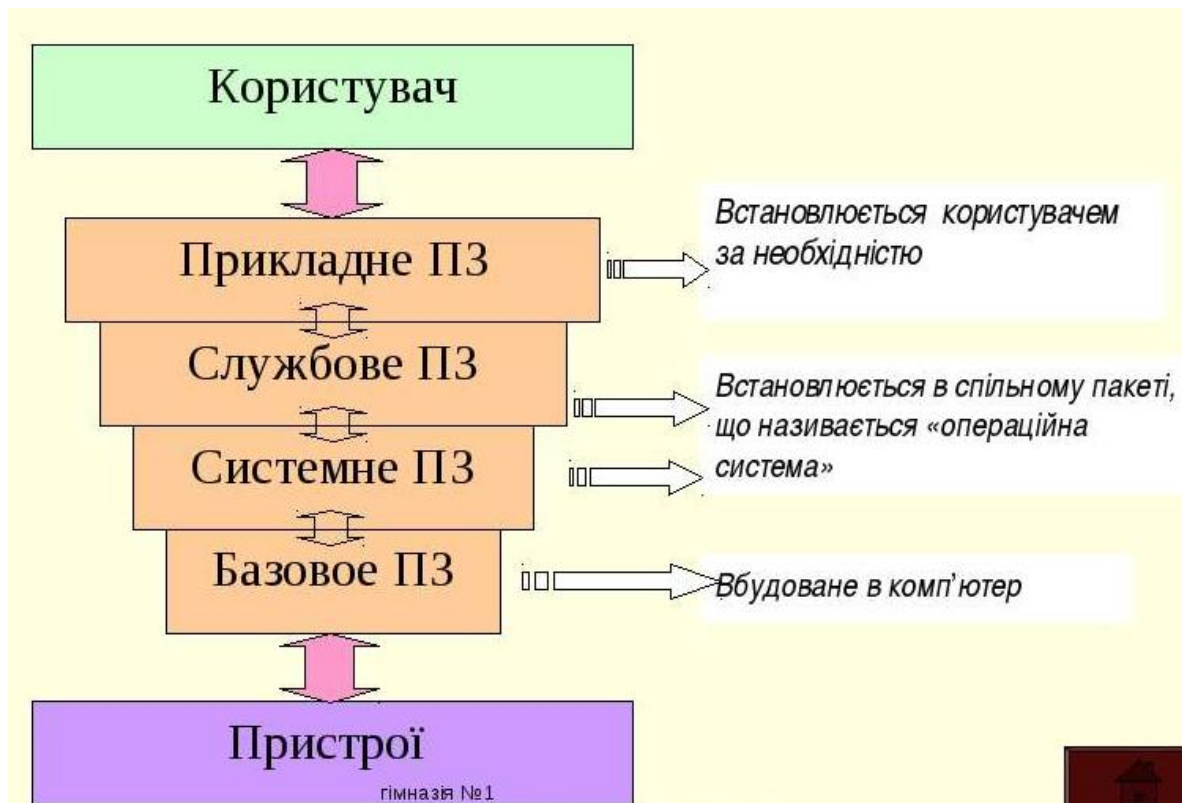 Користувач
Прикладне ПЗ
Встановлюється користувачем
за необхідністю
Службове ПЗ
Встановлюється в спільному пакеті,
що називається «операційна
система»
Системне ПЗ
Базовое ПЗ
Вбудоване в комп'ютер
Пристрої
гімназія №1